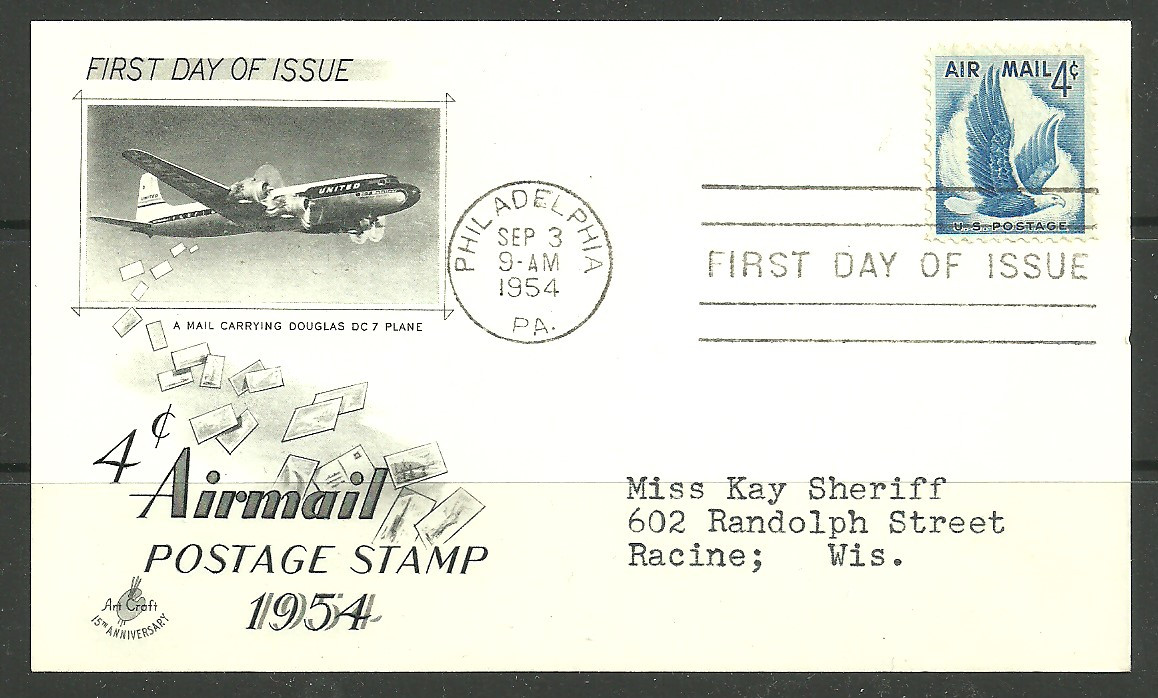 FIRST DAY OF ISSUE
UNITED
UNITED
A MAIL CARRYING DOUGLAS DC 7 PLANE
4¢
Airmail
POSTAGE STAMP
1954
Art Craft
15TH ANNIVERSARY
PHILADELPHIA
SEP 3
9-AM
1954
PA.
AIR MAIL 4¢
U.S. POSTAGE
FIRST DAY OF ISSUE
Miss Kay Sheriff
602 Randolph Street
Racine; Wis.